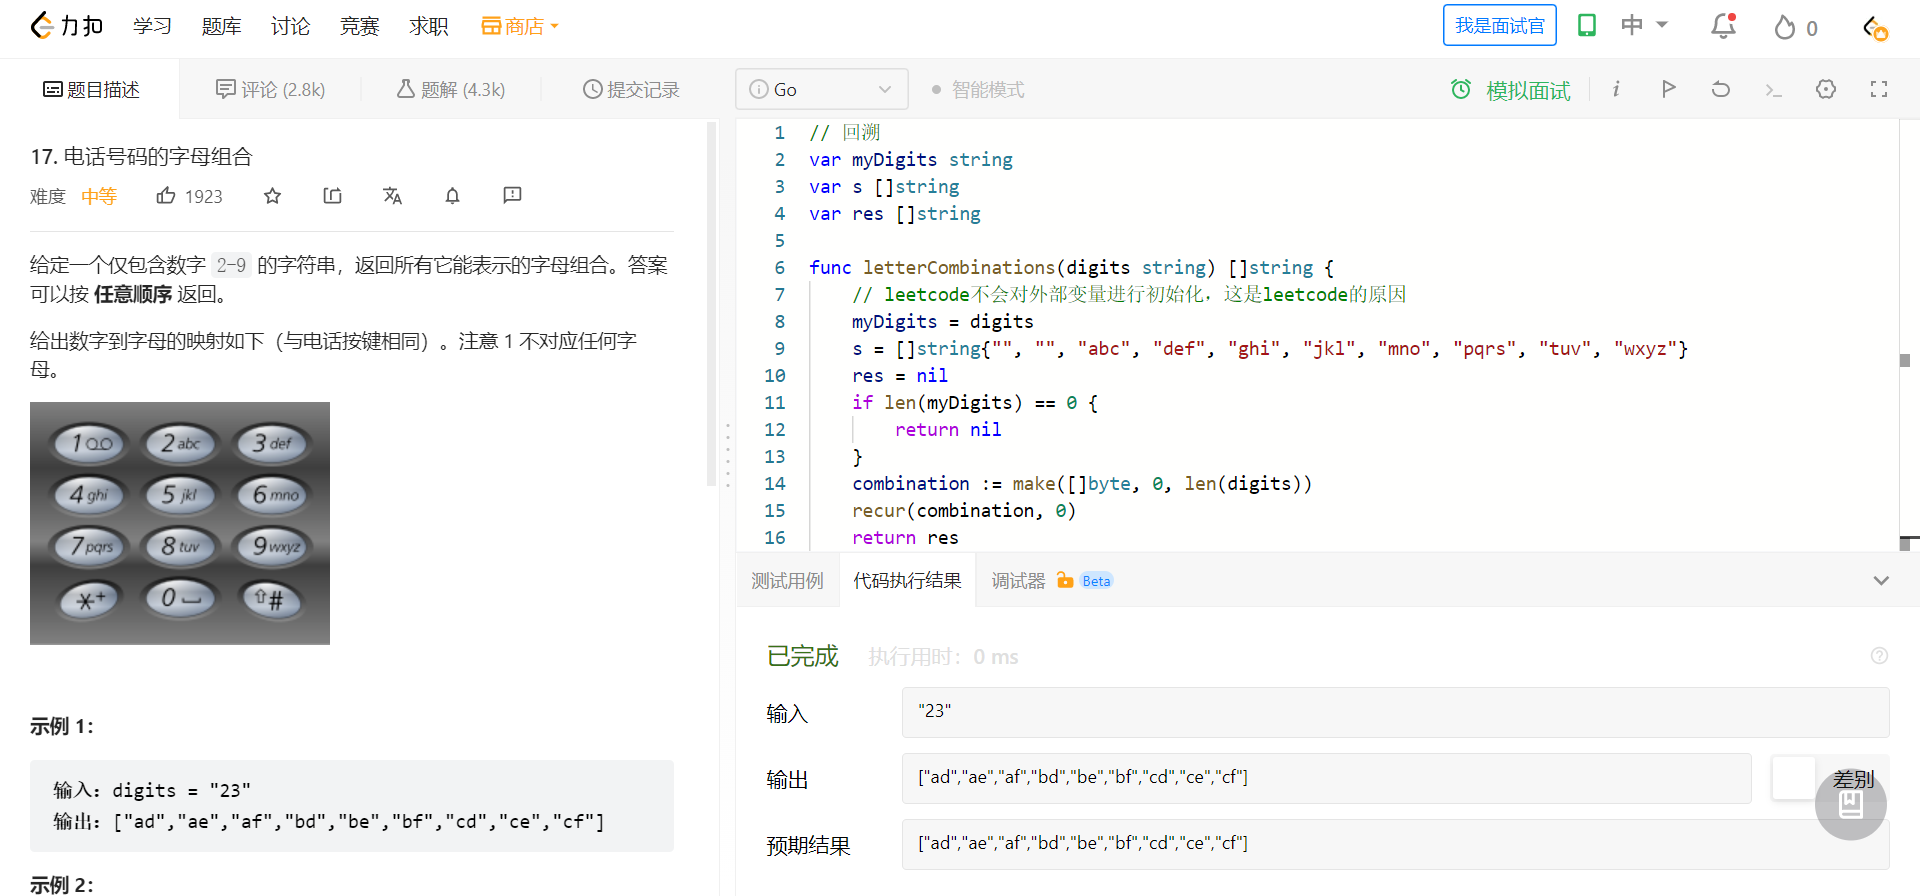 力扣 学习 题库 讨论 竞赛 求职 商店 我是面试官 中 0
题目描述 评论 (2.8k) 题解 (4.3k) 提交记录
17. 电话号码的字母组合
难度 中等 1923
给定一个仅包含数字 2-9 的字符串，返回所有它能表示的字母组合。答案
可以按 任意顺序 返回。
给出数字到字母的映射如下（与电话按键相同）。注意 1 不对应任何字
母。
1 2 abc 3 def
4 ghi 5 jkl 6 mno
7 pqrs 8 tuv 9 wxyz
*+ 0 #
示例 1：
输入：digits = "23"
输出：["ad","ae","af","bd","be","bf","cd","ce","cf"]
示例 2：
Go 智能模式 模拟面试
1 // 回溯
2 var myDigits string
3 var s []string
4 var res []string
5
6 func letterCombinations(digits string) []string {
7 // leetcode不会对外部变量进行初始化，这是leetcode的原因
8 myDigits = digits
9 s = []string{"", "", "abc", "def", "ghi", "jkl", "mno", "pqrs", "tuv", "wxyz"}
10 res = nil
11 if len(myDigits) == 0 {
12 return nil
13 }
14 combination := make([]byte, 0, len(digits))
15 recur(combination, 0)
16 return res
测试用例 代码执行结果 调试器 Beta
已完成 执行用时：0 ms
输入 "23"
输出 ["ad","ae","af","bd","be","bf","cd","ce","cf"] 差别
预期结果 ["ad","ae","af","bd","be","bf","cd","ce","cf"]